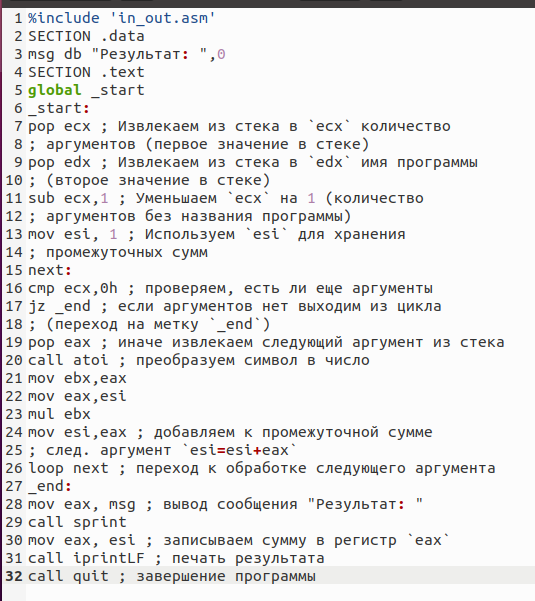 1 %include 'in_out.asm'
2 SECTION .data
3 msg db "Результат: ",0
4 SECTION .text
5 global _start
6 _start:
7 pop ecx ; Извлекаем из стека в `ecx` количество
8 ; аргументов (первое значение в стеке)
9 pop edx ; Извлекаем из стека в `edx` имя программы
10 ; (второе значение в стеке)
11 sub ecx,1 ; Уменьшаем `ecx` на 1 (количество
12 ; аргументов без названия программы)
13 mov esi, 1 ; Используем `esi` для хранения
14 ; промежуточных сумм
15 next:
16 cmp ecx,0h ; проверяем, есть ли еще аргументы
17 jz _end ; если аргументов нет выходим из цикла
18 ; (переход на метку `_end`)
19 pop eax ; иначе извлекаем следующий аргумент из стека
20 call atoi ; преобразуем символ в число
21 mov ebx,eax
22 mov eax,esi
23 mul ebx
24 mov esi,eax ; добавляем к промежуточной сумме
25 ; след. аргумент `esi=esi+eax`
26 loop next ; переход к обработке следующего аргумента
27 _end:
28 mov eax, msg ; вывод сообщения "Результат: "
29 call sprint
30 mov eax, esi ; записываем сумму в регистр `eax`
31 call iprintLF ; печать результата
32 call quit ; завершение программы